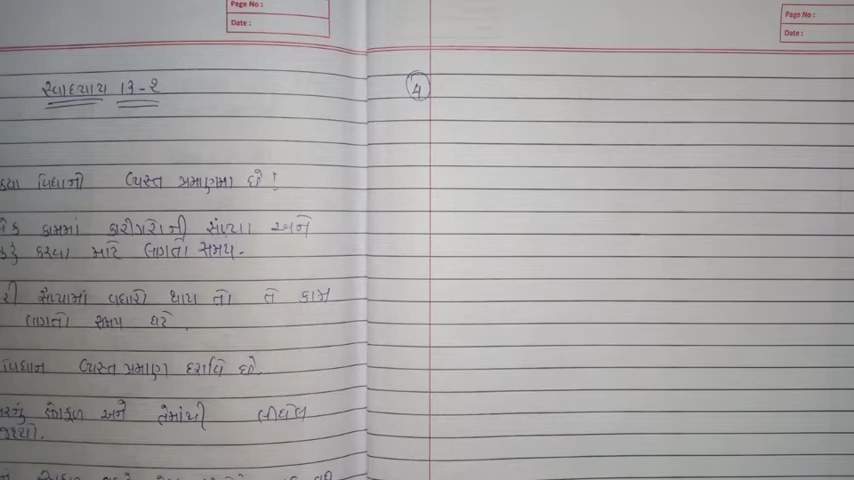 Page No :
Date :
Page No :
Date :
સ્વાધ્યાય 13-2
વિધાનો વ્યસ્ત પ્રમાણમાં છે!
કામમાં કારીગરોની સંખ્યા અને
કરવા માટે લાગતો સમય.
સંખ્યામાં વધારો થાય તો તે કામ
લાગતો સમય ઘટે.
વિધાન વ્યસ્ત પ્રમાણ દર્શાવે છે.
ક્ષેત્રફળ અને તેમાંથી લીધેલ
4